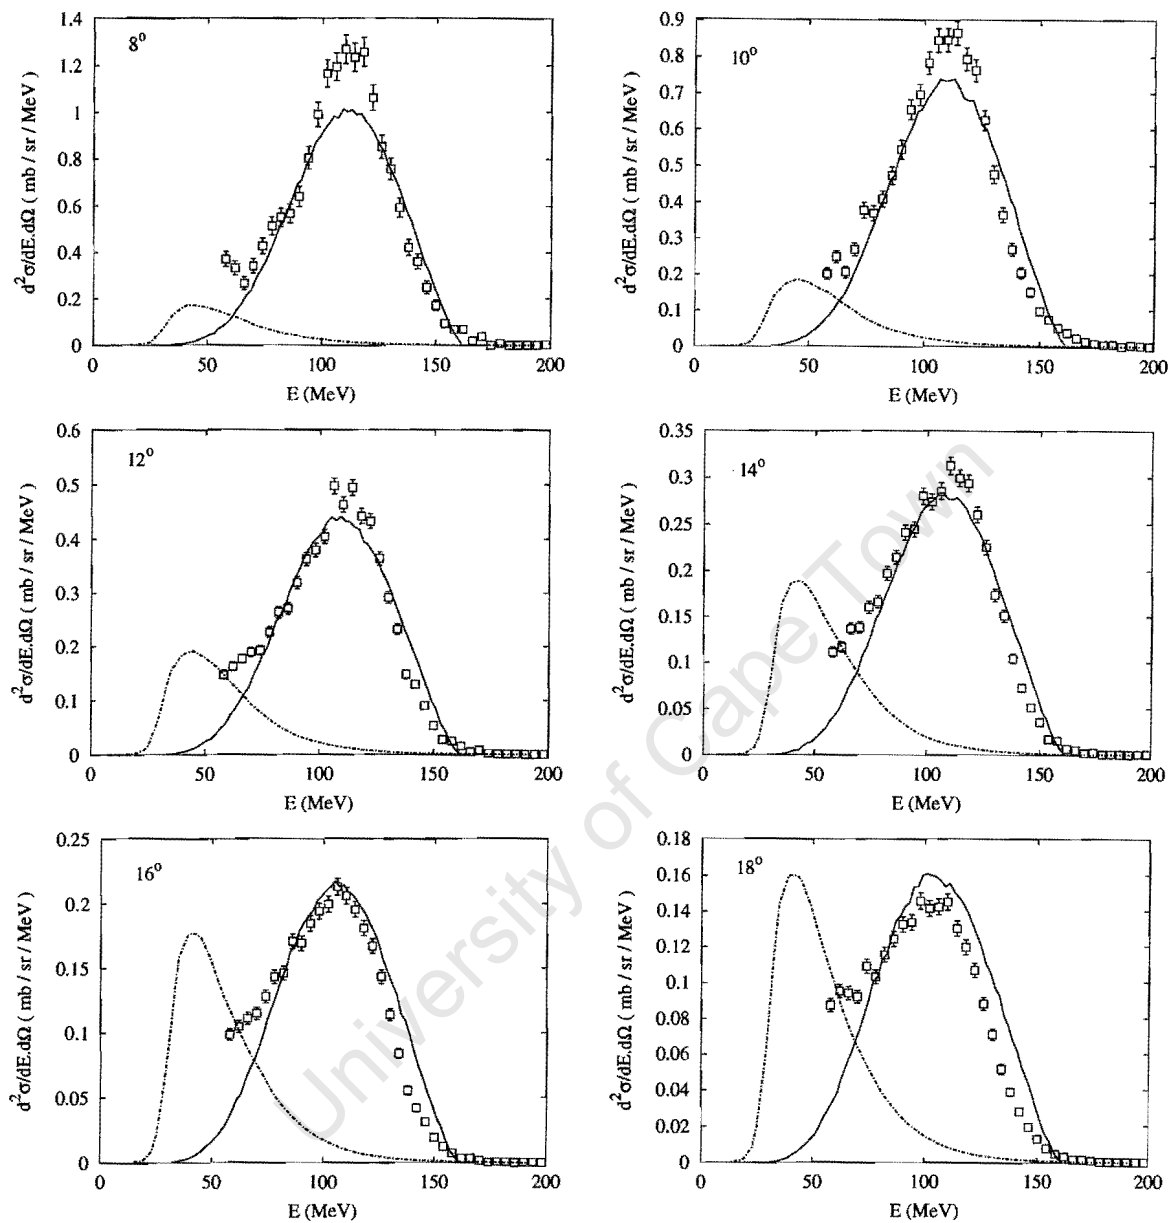 8°
1.4
1.2
1
0.8
0.6
0.4
0.2
0
0 50 100 150 200
E (MeV)
d²σ/dE.dΩ ( mb / sr / MeV )
10°
0.9
0.8
0.7
0.6
0.5
0.4
0.3
0.2
0.1
0
0 50 100 150 200
E (MeV)
d²σ/dE.dΩ ( mb / sr / MeV )
12°
0.6
0.5
0.4
0.3
0.2
0.1
0
0 50 100 150 200
E (MeV)
d²σ/dE.dΩ ( mb / sr / MeV )
14°
0.35
0.3
0.25
0.2
0.15
0.1
0.05
0
0 50 100 150 200
E (MeV)
d²σ/dE.dΩ ( mb / sr / MeV )
16°
0.25
0.2
0.15
0.1
0.05
0
0 50 100 150 200
E (MeV)
d²σ/dE.dΩ ( mb / sr / MeV )
18°
0.18
0.16
0.14
0.12
0.1
0.08
0.06
0.04
0.02
0
0 50 100 150 200
E (MeV)
d²σ/dE.dΩ ( mb / sr / MeV )
University of Cape Town